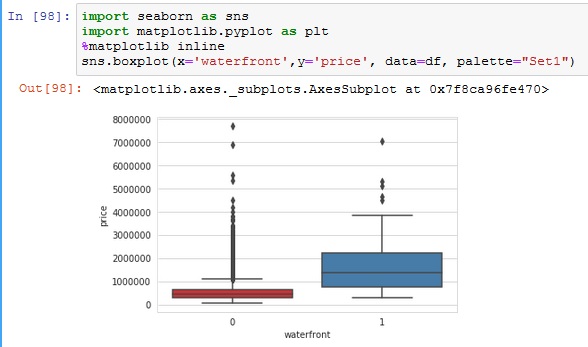 In [98]: import seaborn as sns
import matplotlib.pyplot as plt
%matplotlib inline
sns.boxplot(x='waterfront',y='price', data=df, palette="Set1")
Out[98]: <matplotlib.axes._subplots.AxesSubplot at 0x7f8ca96fe470>
8000000
7000000
6000000
5000000
4000000
3000000
2000000
1000000
0
price
0 1
waterfront